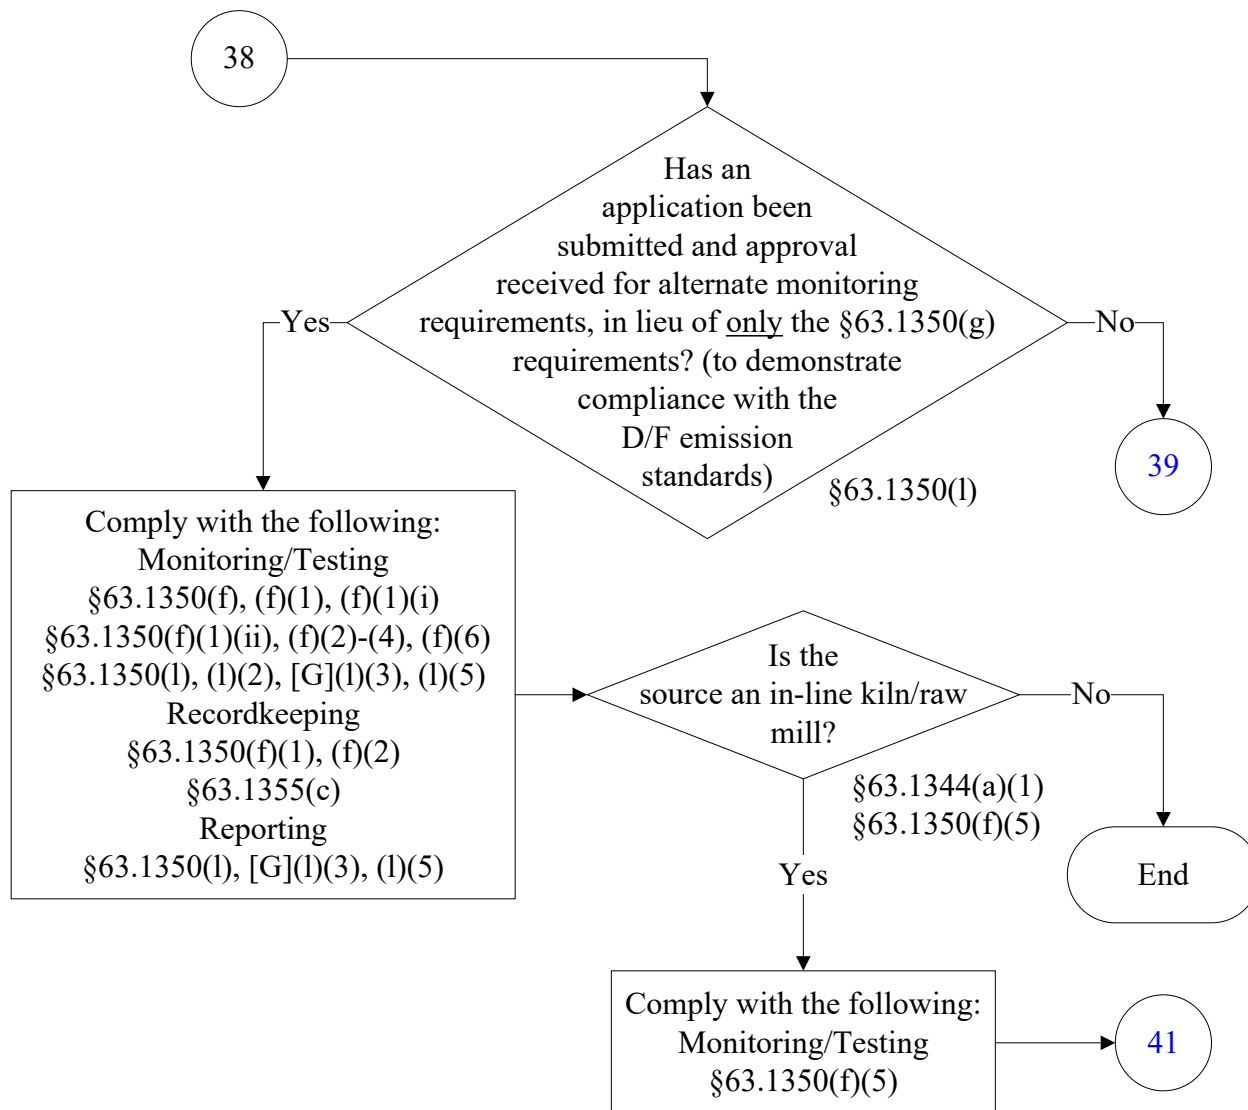 38
Has an
application been
submitted and approval
received for alternate monitoring
requirements, in lieu of only the §63.1350(g)
requirements? (to demonstrate
compliance with the
D/F emission
standards)
§63.1350(l)
Yes
No
39
Comply with the following:
Monitoring/Testing
§63.1350(f), (f)(1), (f)(1)(i)
§63.1350(f)(1)(ii), (f)(2)-(4), (f)(6)
§63.1350(l), (l)(2), [G](l)(3), (l)(5)
Recordkeeping
§63.1350(f)(1), (f)(2)
§63.1355(c)
Reporting
§63.1350(l), [G](l)(3), (l)(5)
Is the
source an in-line kiln/raw
mill?
§63.1344(a)(1)
§63.1350(f)(5)
No
End
Yes
Comply with the following:
Monitoring/Testing
§63.1350(f)(5)
41